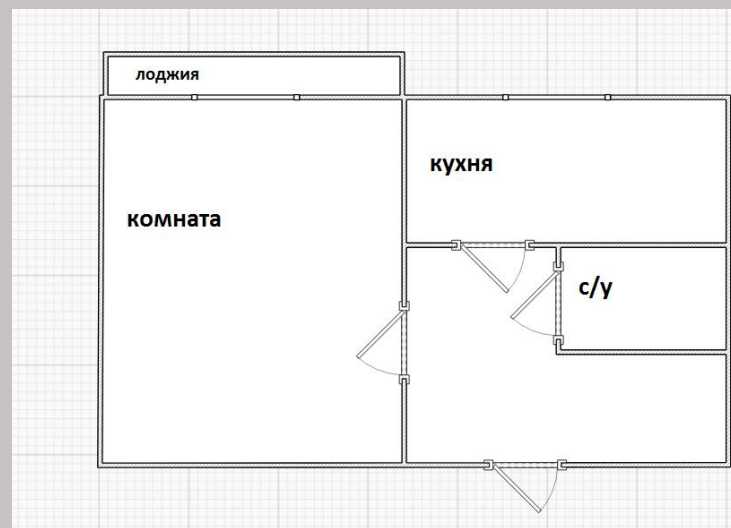 лоджия
кухня
комната
с/у